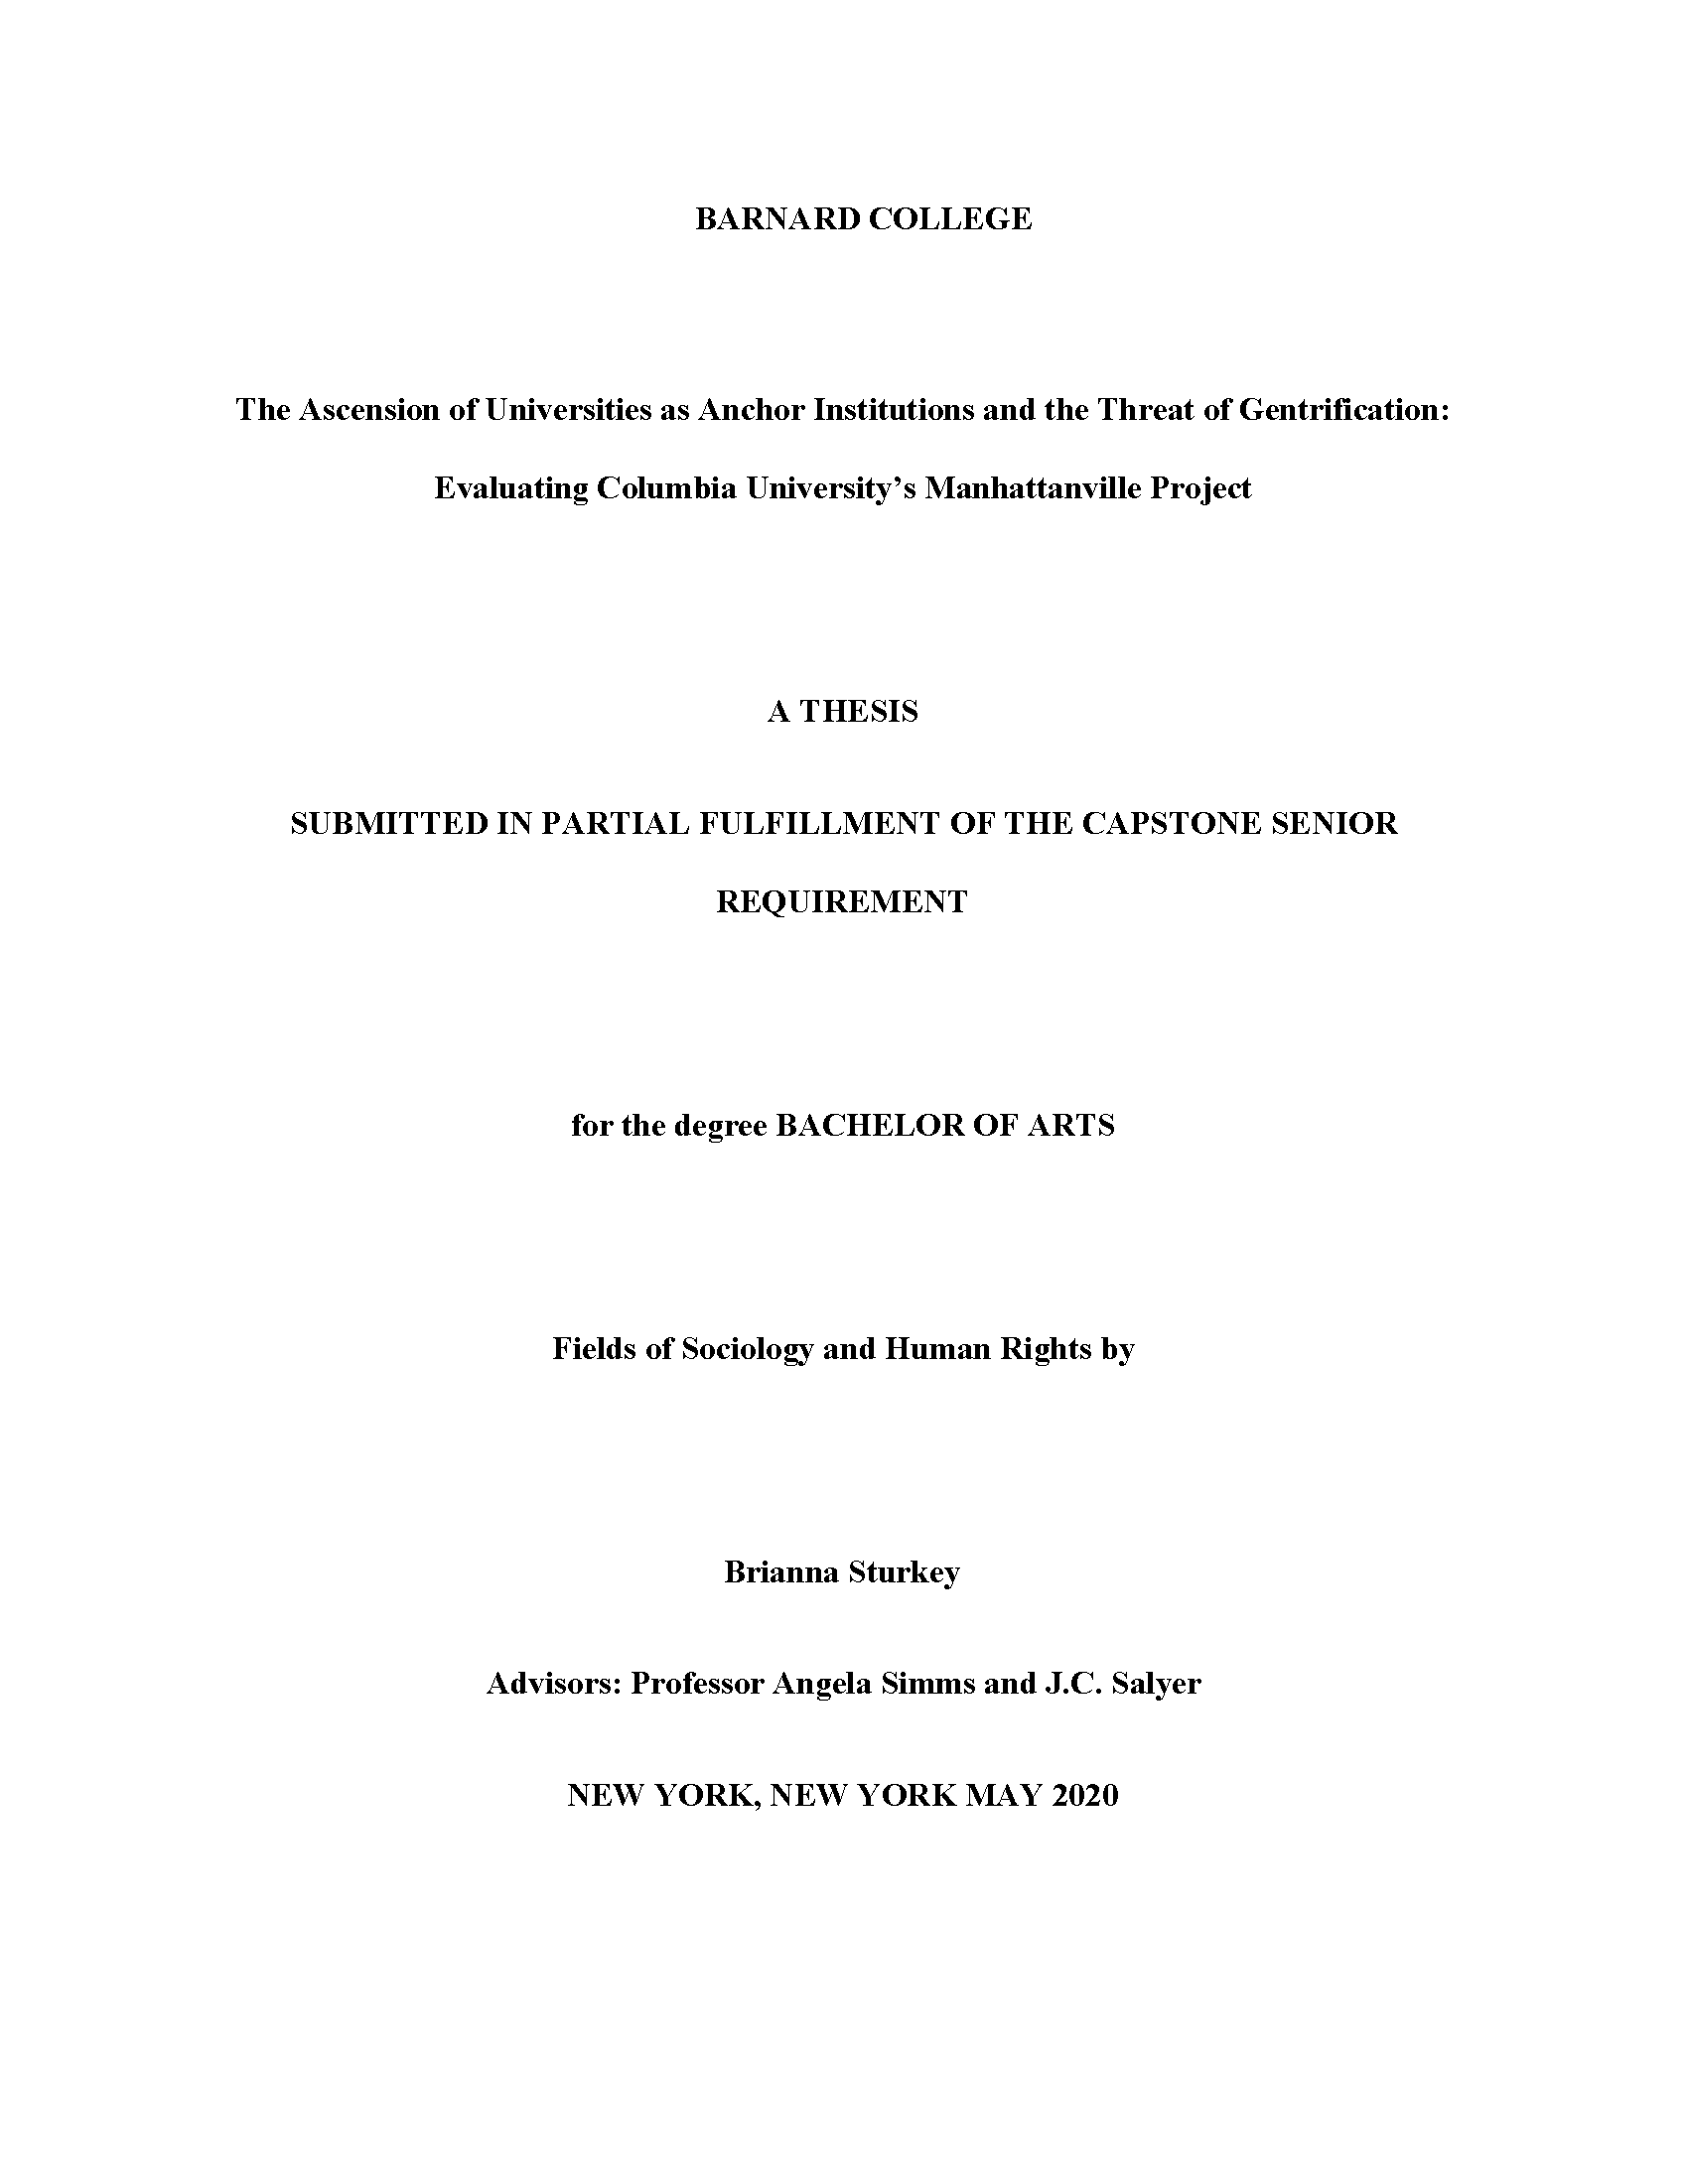 BARNARD COLLEGE
The Ascension of Universities as Anchor Institutions and the Threat of Gentrification:
Evaluating Columbia University’s Manhattanville Project
A THESIS
SUBMITTED IN PARTIAL FULFILLMENT OF THE CAPSTONE SENIOR
REQUIREMENT
for the degree BACHELOR OF ARTS
Fields of Sociology and Human Rights by
Brianna Sturkey
Advisors: Professor Angela Simms and J.C. Salyer
NEW YORK, NEW YORK MAY 2020